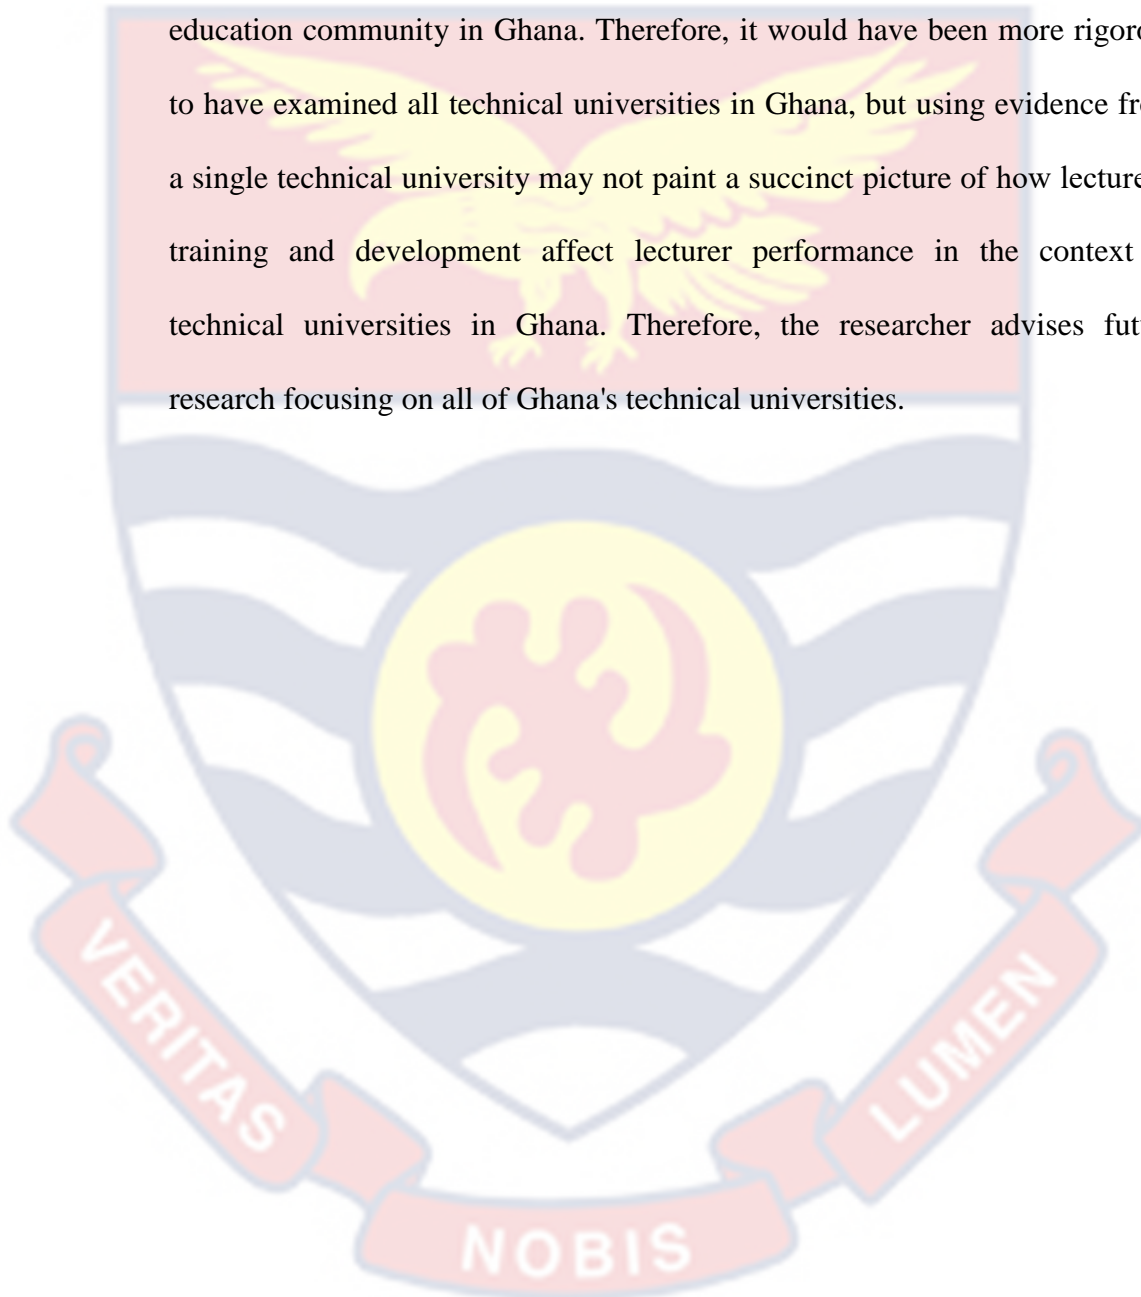 education community in Ghana. Therefore, it would have been more rigoro
to have examined all technical universities in Ghana, but using evidence fr
a single technical university may not paint a succinct picture of how lecture
training and development affect lecturer performance in the context
technical universities in Ghana. Therefore, the researcher advises fut
research focusing on all of Ghana's technical universities.
VERITAS
NOBIS
LUMEN